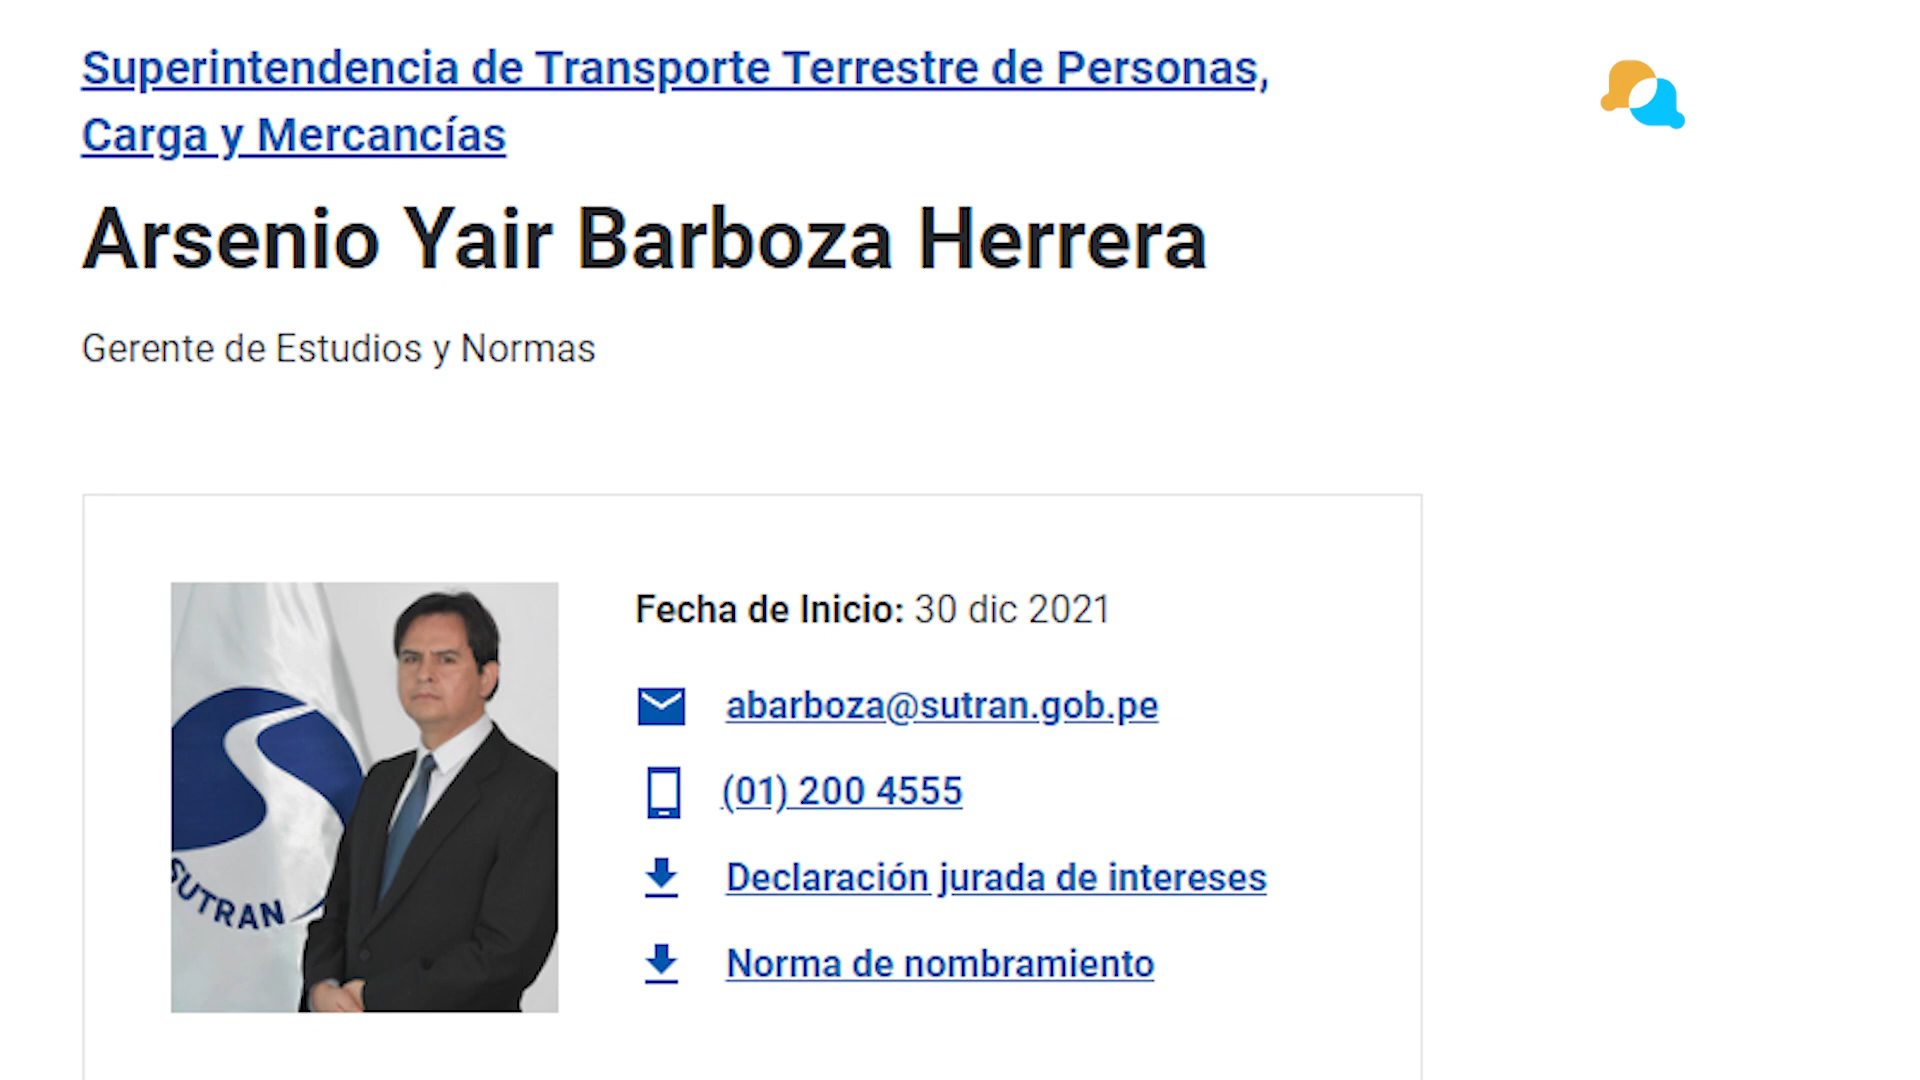 Superintendencia de Transporte Terrestre de Personas,
Carga y Mercancías
Arsenio Yair Barboza Herrera
Gerente de Estudios y Normas
Fecha de Inicio: 30 dic 2021
abarboza@sutran.gob.pe
(01) 200 4555
Declaración jurada de intereses
Norma de nombramiento
SUTRAN